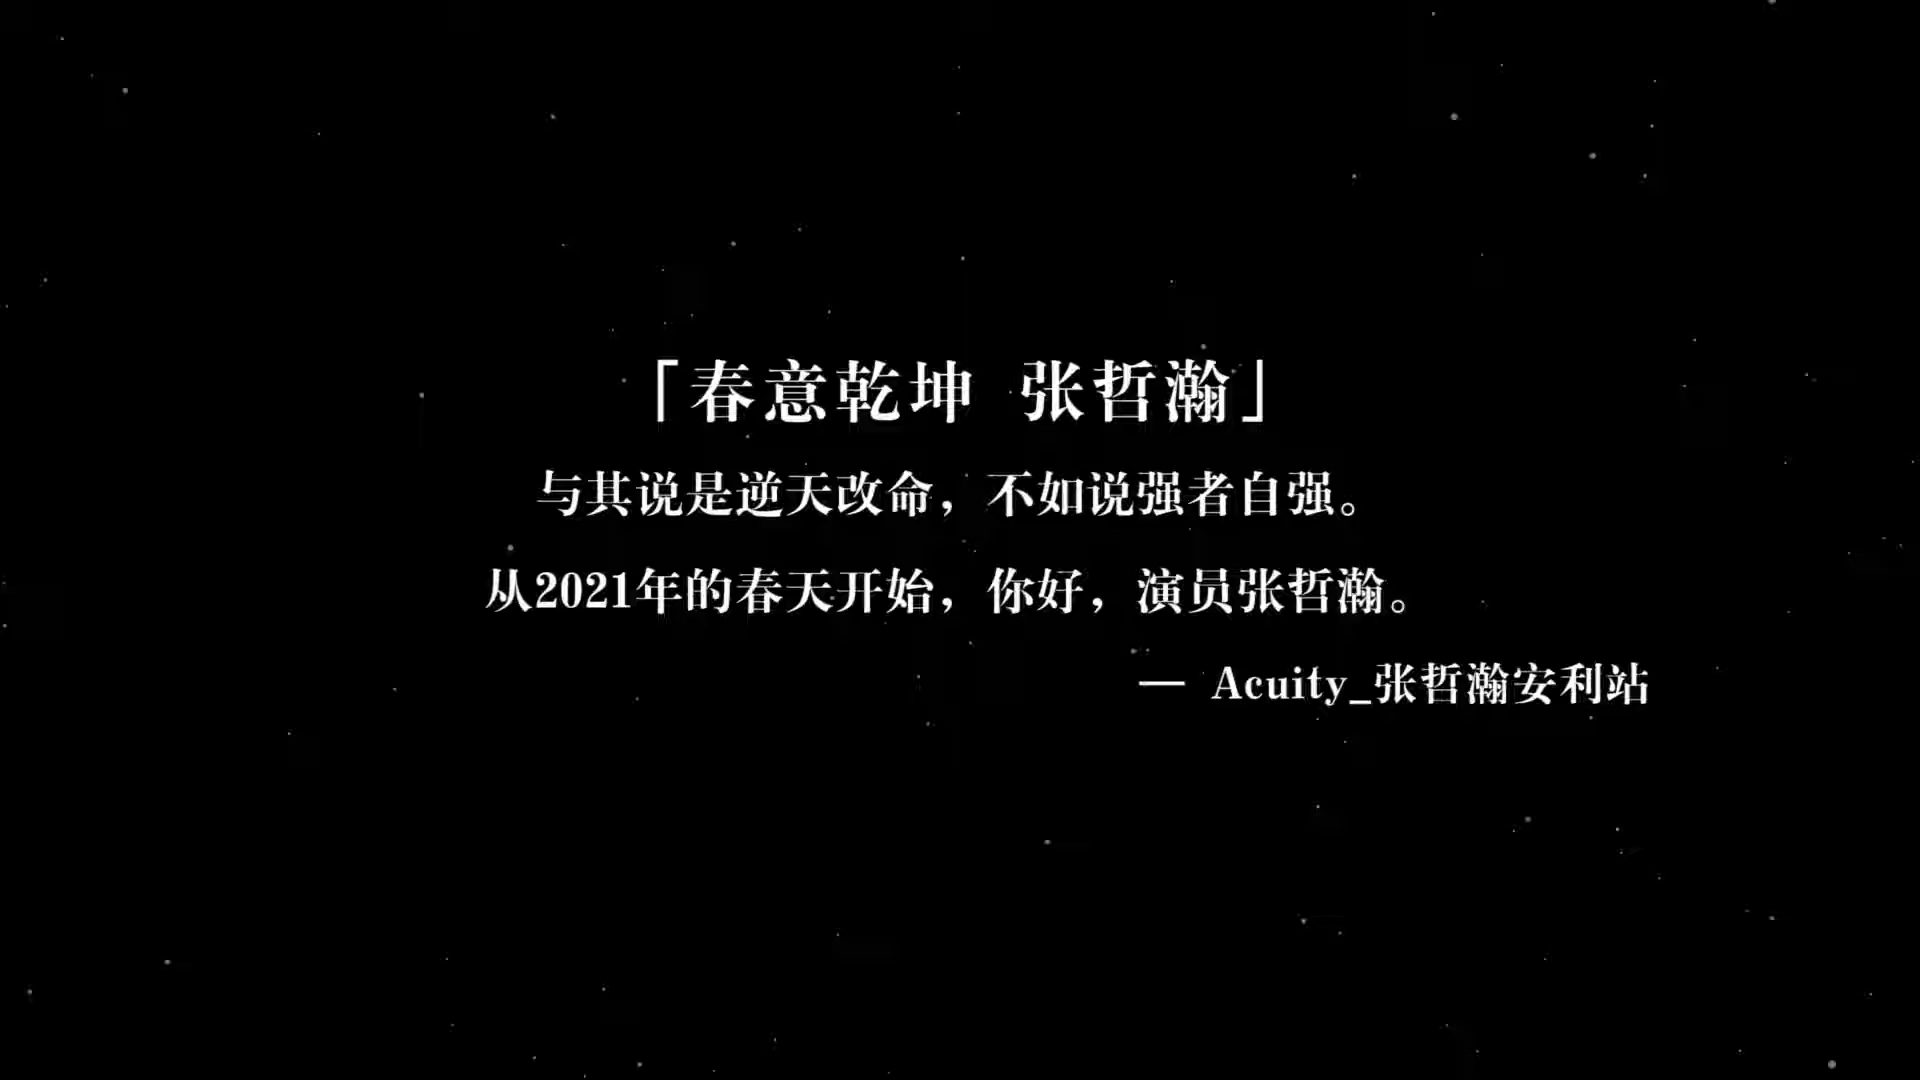 「春意乾坤 张哲瀚」
与其说是逆天改命，不如说强者自强。
从2021年的春天开始，你好，演员张哲瀚。
— Acuity_张哲瀚安利站